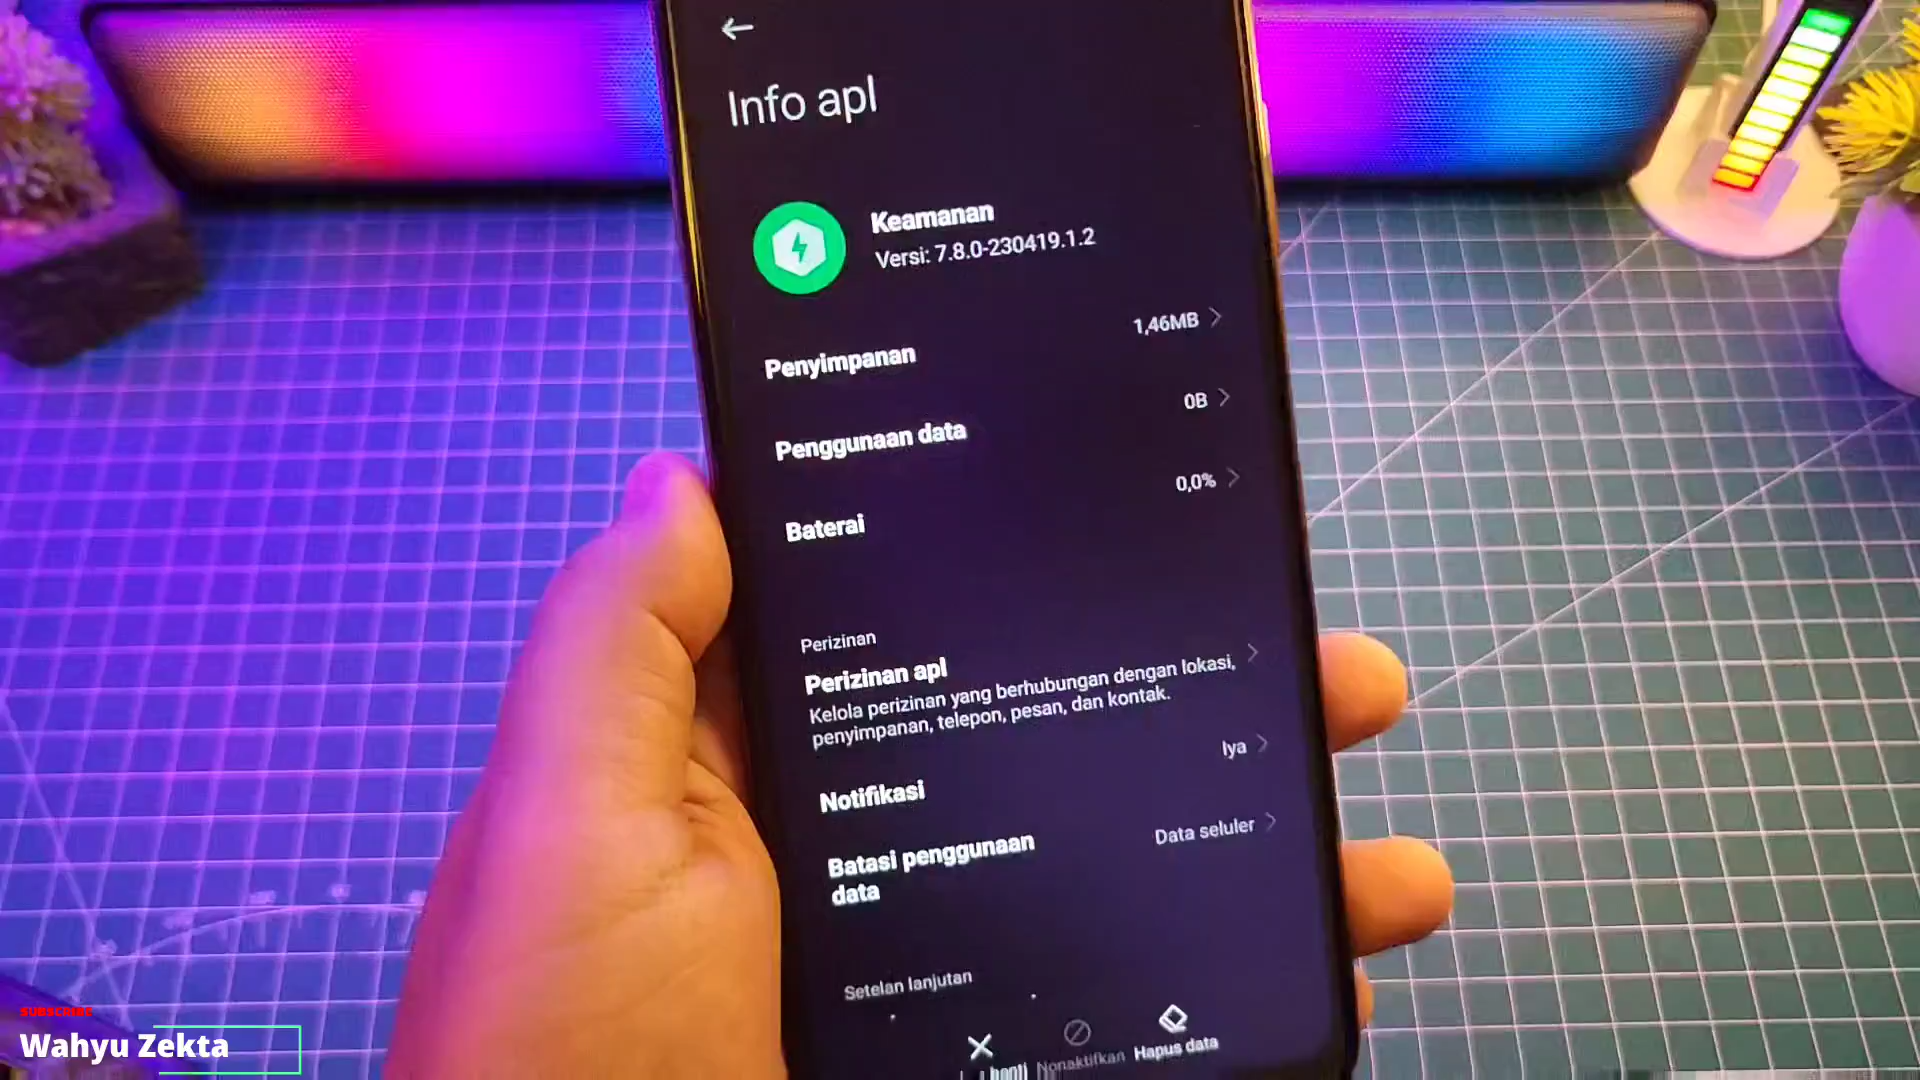 Info apl
Keamanan
Versi: 7.8.0-230419.1.2
1,46MB
Penyimpanan
0B
Penggunaan data
0,0%
Baterai
Perizinan
Perizinan apl
Kelola perizinan yang berhubungan dengan lokasi,
penyimpanan, telepon, pesan, dan kontak.
Iya
Notifikasi
Data seluler
Batasi penggunaan
data
Setelan lanjutan
Nonaktifkan
Hapus data
SUBSCRIBE
Wahyu Zekta